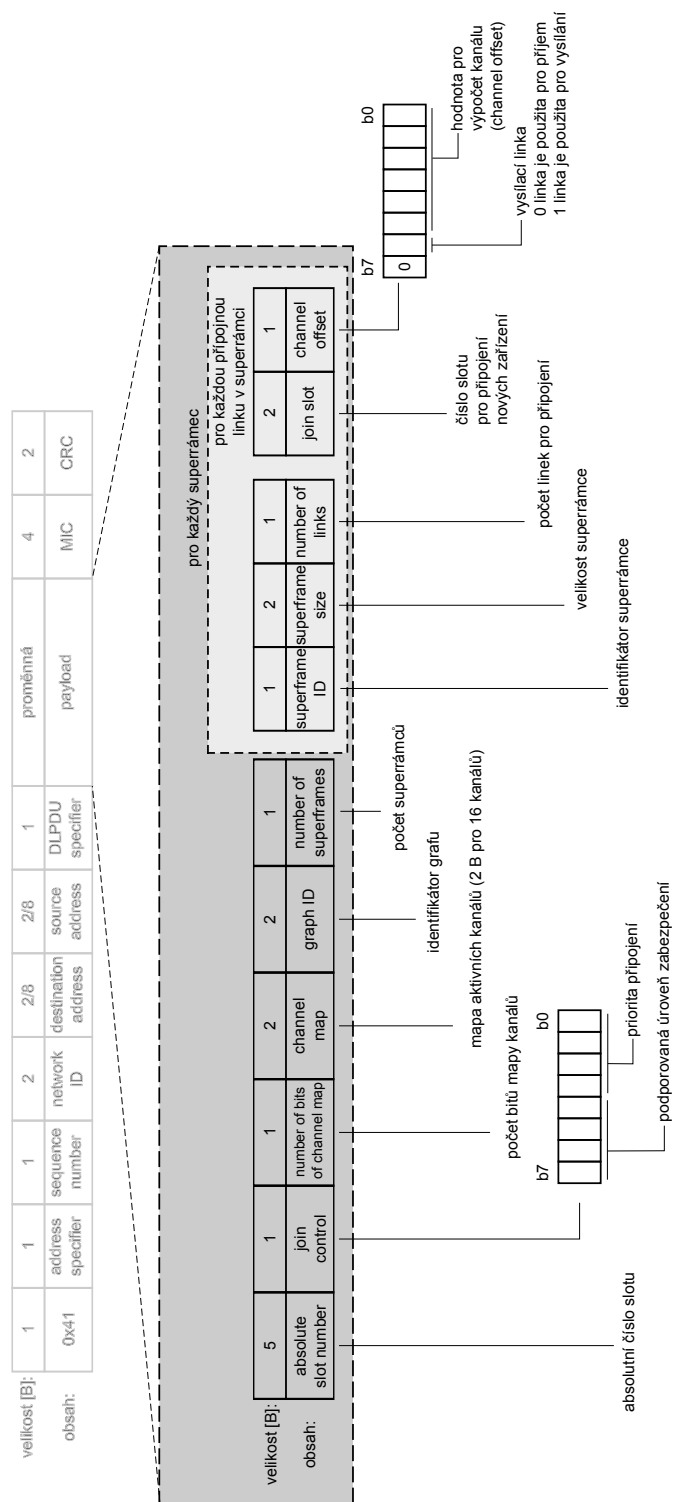 velikost [B]:
1
1
1
2
2/8
2/8
1
proměnná
4
2
obsah:
0x41
address
specifier
sequence
number
network
ID
destination
address
source
address
DLPDU
specifier
payload
MIC
CRC
pro každý superrámec
pro každou přípojnou
linku v superrámci
velikost [B]:
5
1
1
2
2
1
1
2
1
2
1
obsah:
absolute
slot number
join
control
number of bits
of channel map
channel
map
graph ID
number of
superframes
superframe
ID
superframe
size
number of
links
join slot
channel
offset
absolutní číslo slotu
b7
b0
priorita připojení
podporovaná úroveň zabezpečení
počet bitů mapy kanálů
mapa aktivních kanálů (2 B pro 16 kanálů)
identifikátor grafu
počet superrámců
identifikátor superrámce
velikost superrámce
počet linek pro připojení
číslo slotu
pro připojení
nových zařízení
b7
b0
0
hodnota pro
výpočet kanálu
(channel offset)
vysílací linka
0 linka je použita pro příjem
1 linka je použita pro vysílání